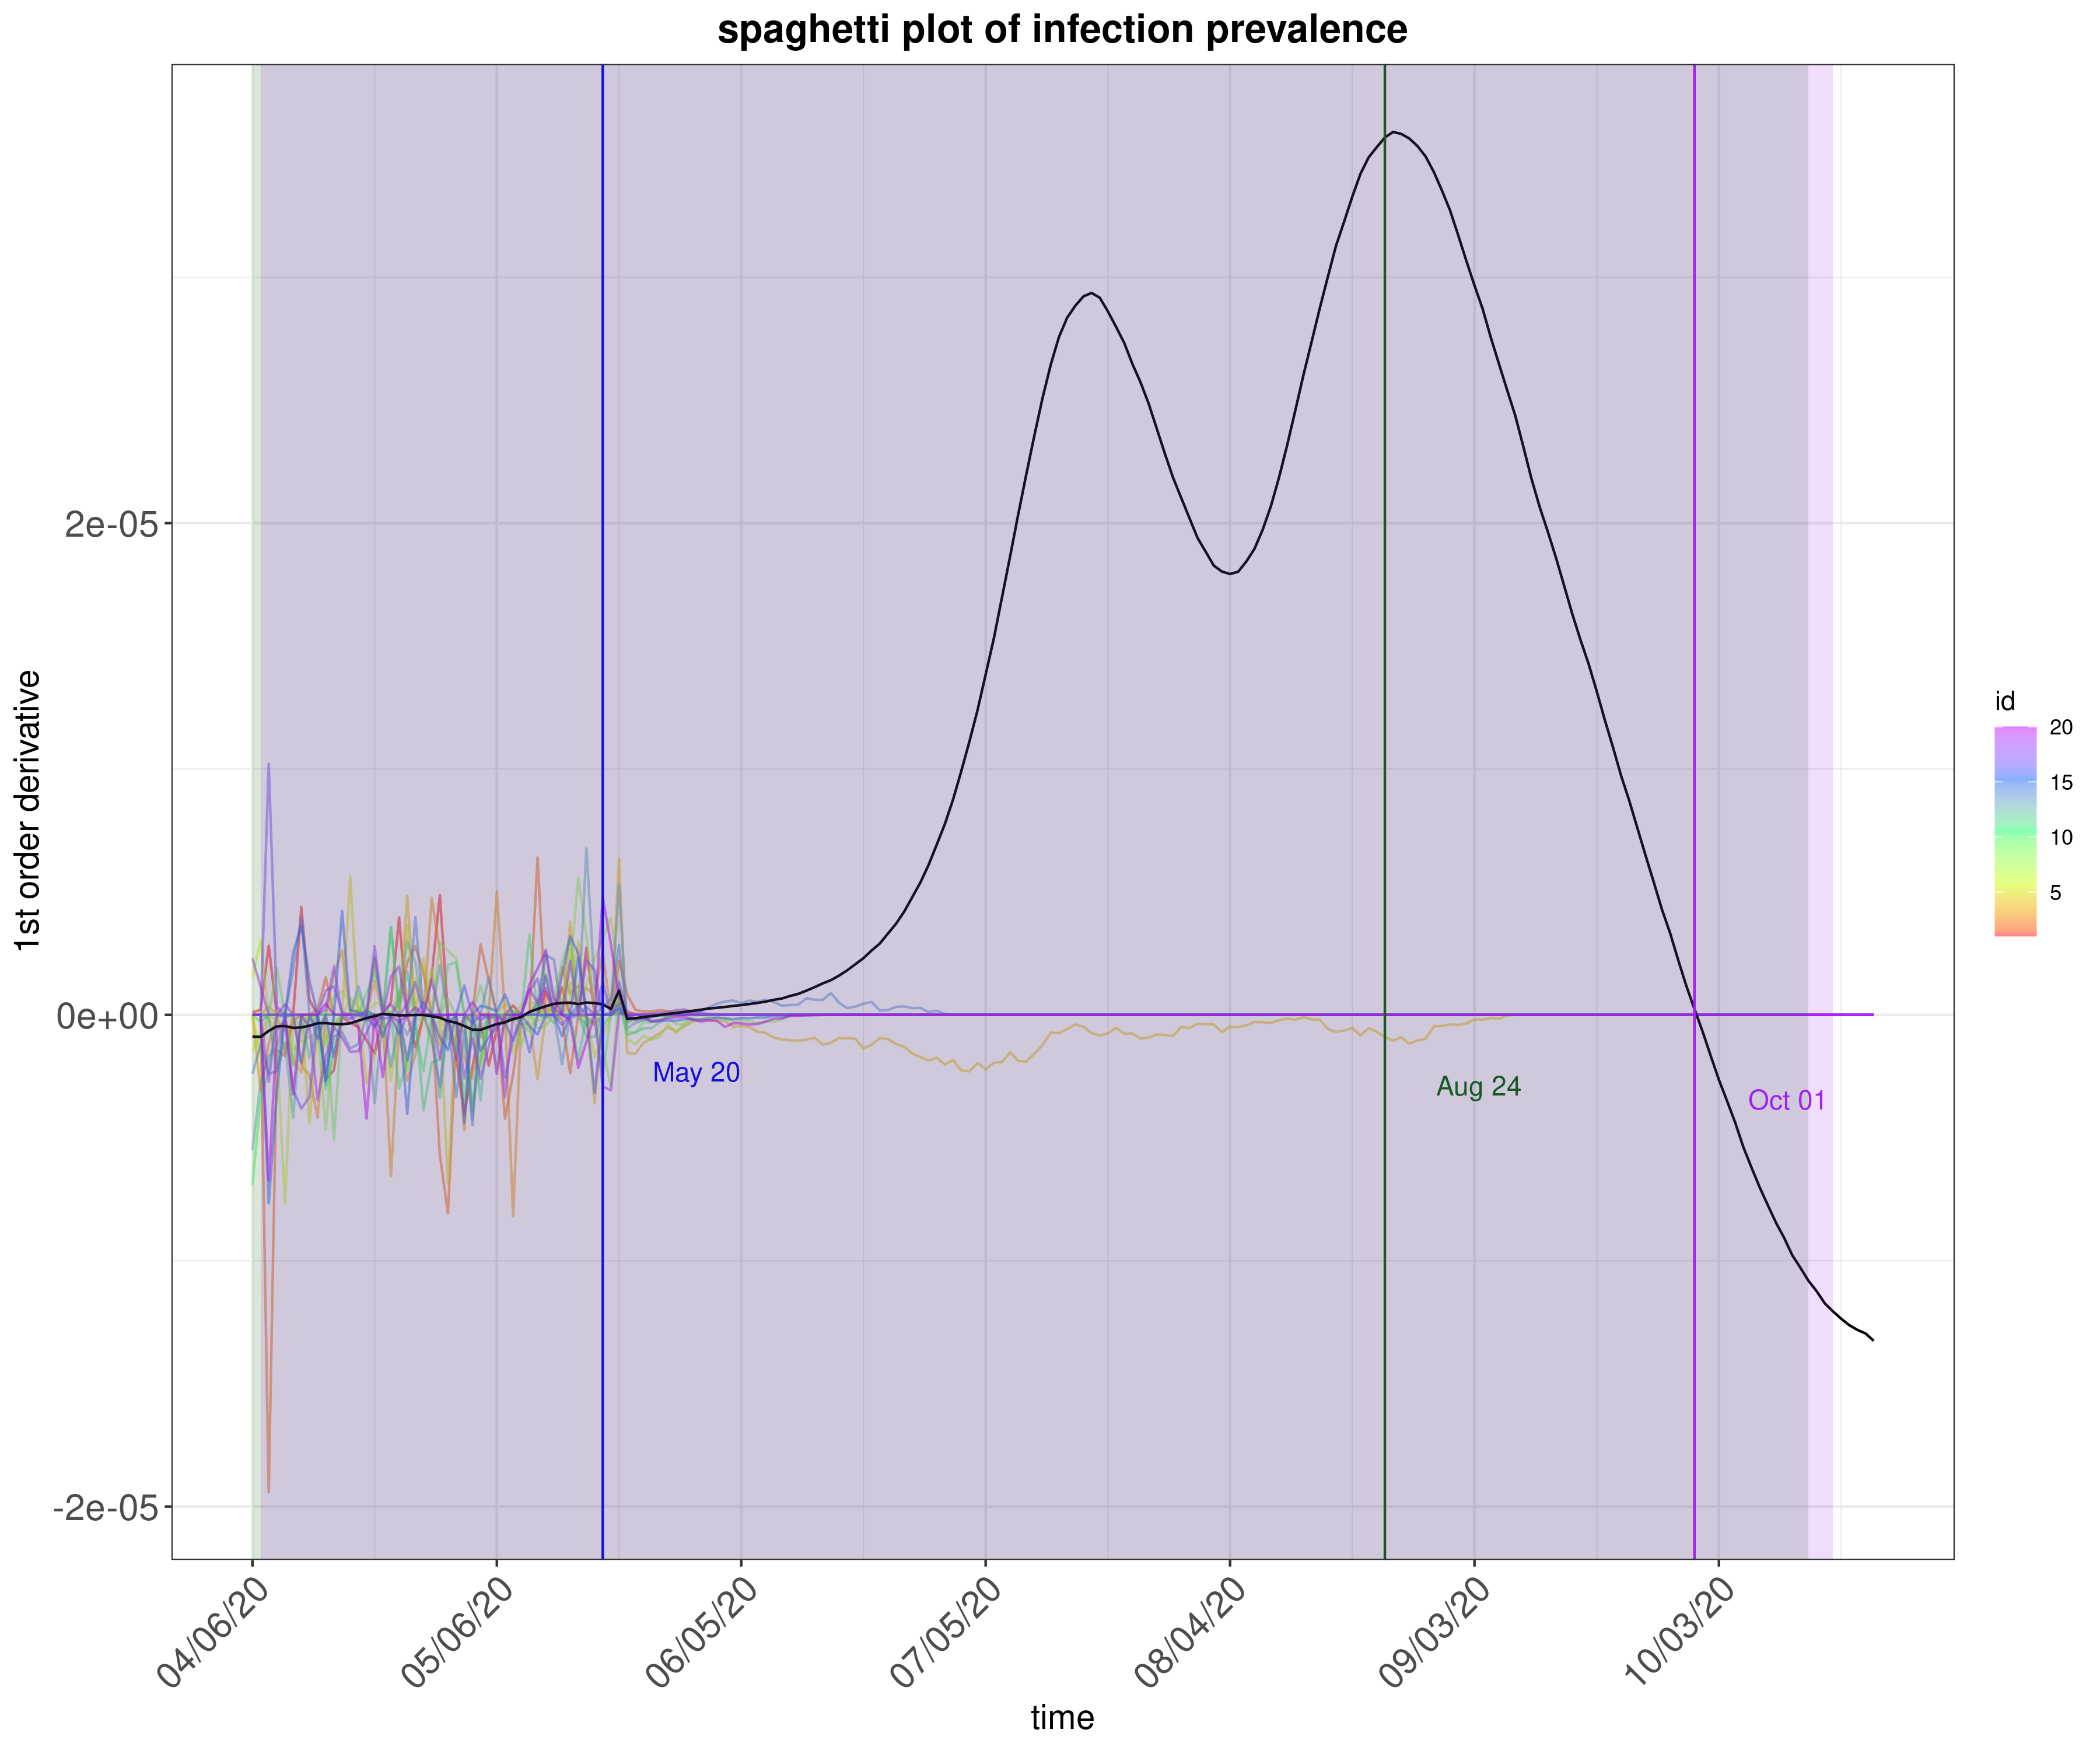 spaghetti plot of infection prevalence
1st order derivative
2e-05
0e+00
-2e-05
May 20
Aug 24
Oct 01
id
20
15
10
5
04/06/20
05/06/20
06/05/20
07/05/20
08/04/20
09/03/20
10/03/20
time